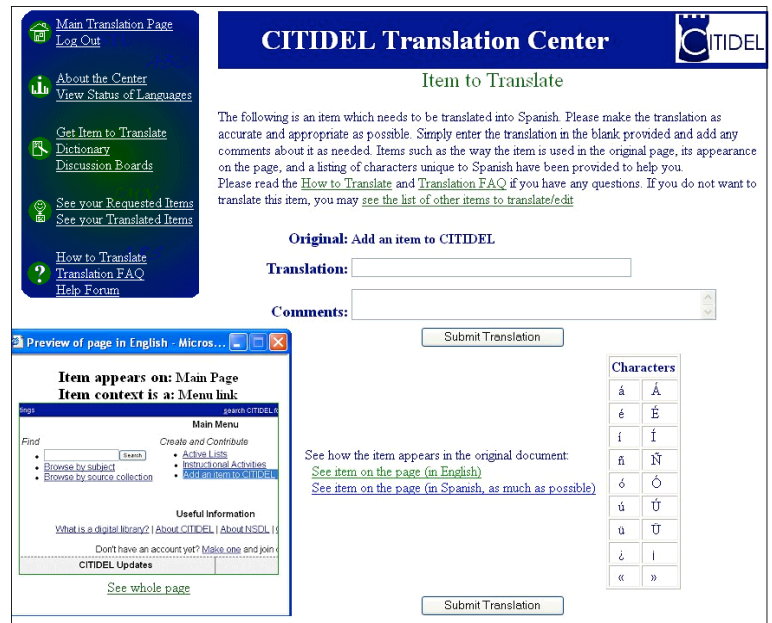 Main Translation Page
Log Out
About the Center
View Status of Languages
Get Item to Translate
Dictionary
Discussion Boards
See your Requested Items
See your Translated Items
How to Translate
Translation FAQ
Help Forum
CITIDEL Translation Center
CITIDEL
Item to Translate
The following is an item which needs to be translated into Spanish. Please make the translation as
accurate and appropriate as possible. Simply enter the translation in the blank provided and add any
comments about it as needed. Items such as the way the item is used in the original page, its appearance
on the page, and a listing of characters unique to Spanish have been provided to help you.
Please read the How to Translate and Translation FAQ if you have any questions. If you do not want to
translate this item, you may see the list of other items to translate/edit
Original: Add an item to CITIDEL
Translation:
Comments:
Submit Translation
Preview of page in English - Micros...
Item appears on: Main Page
Item context is a: Menu link
tings search CITIDEL fo
Main Menu
Find Create and Contribute
Search
Browse by subject
Browse by source collection
Active Lists
Instructional Activities
Add an item to CITIDEL
Useful Information
What is a digital library? | About CITIDEL | About NSDL |
Don't have an account yet? Make one and join
CITIDEL Updates
See whole page
See how the item appears in the original document:
See item on the page (in English)
See item on the page (in Spanish, as much as possible)
Characters
á Á
é É
í Í
ñ Ñ
ó Ó
ú Ú
ü Ü
¿ ¡
« »
Submit Translation